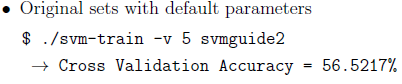 • Original sets with default parameters
$ ./svm-train -v 5 svmguide2
→ Cross Validation Accuracy = 56.5217%